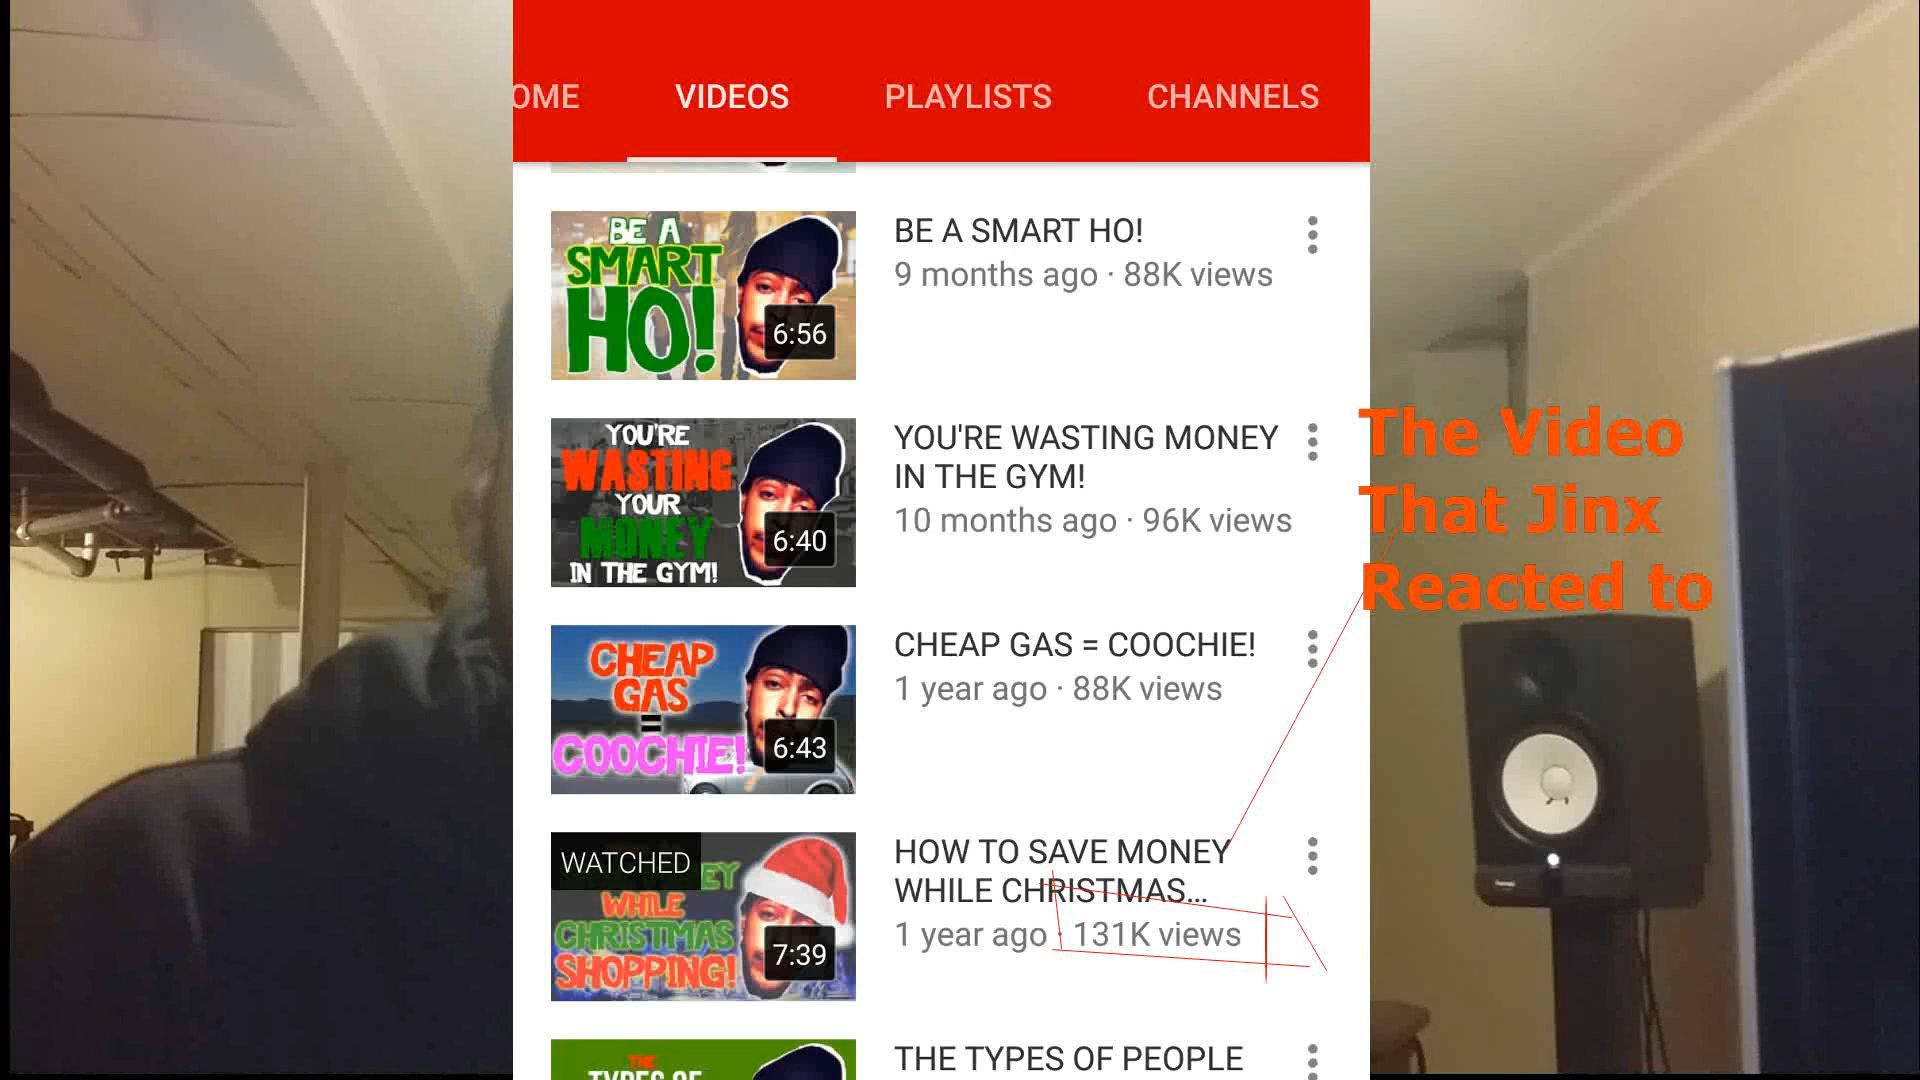 OME VIDEOS PLAYLISTS CHANNELS
BE A
SMART
HO!
6:56
BE A SMART HO!
9 months ago · 88K views
YOU'RE
WASTING
YOUR
MONEY
IN THE GYM!
6:40
YOU'RE WASTING MONEY
IN THE GYM!
10 months ago · 96K views
The Video
That Jinx
Reacted to
CHEAP
GAS
=
COOCHIE!
6:43
CHEAP GAS = COOCHIE!
1 year ago · 88K views
WATCHED
EY
WHILE
CHRISTMAS
SHOPPING!
7:39
HOW TO SAVE MONEY
WHILE CHRISTMAS...
1 year ago · 131K views
THE
TYPES OF
THE TYPES OF PEOPLE